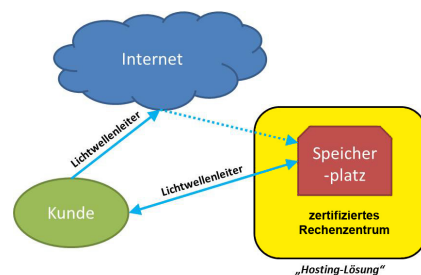 Internet
Lichtwellenleiter
Lichtwellenleiter
Kunde
Speicher
-platz
zertifiziertes
Rechenzentrum
„Hosting-Lösung“